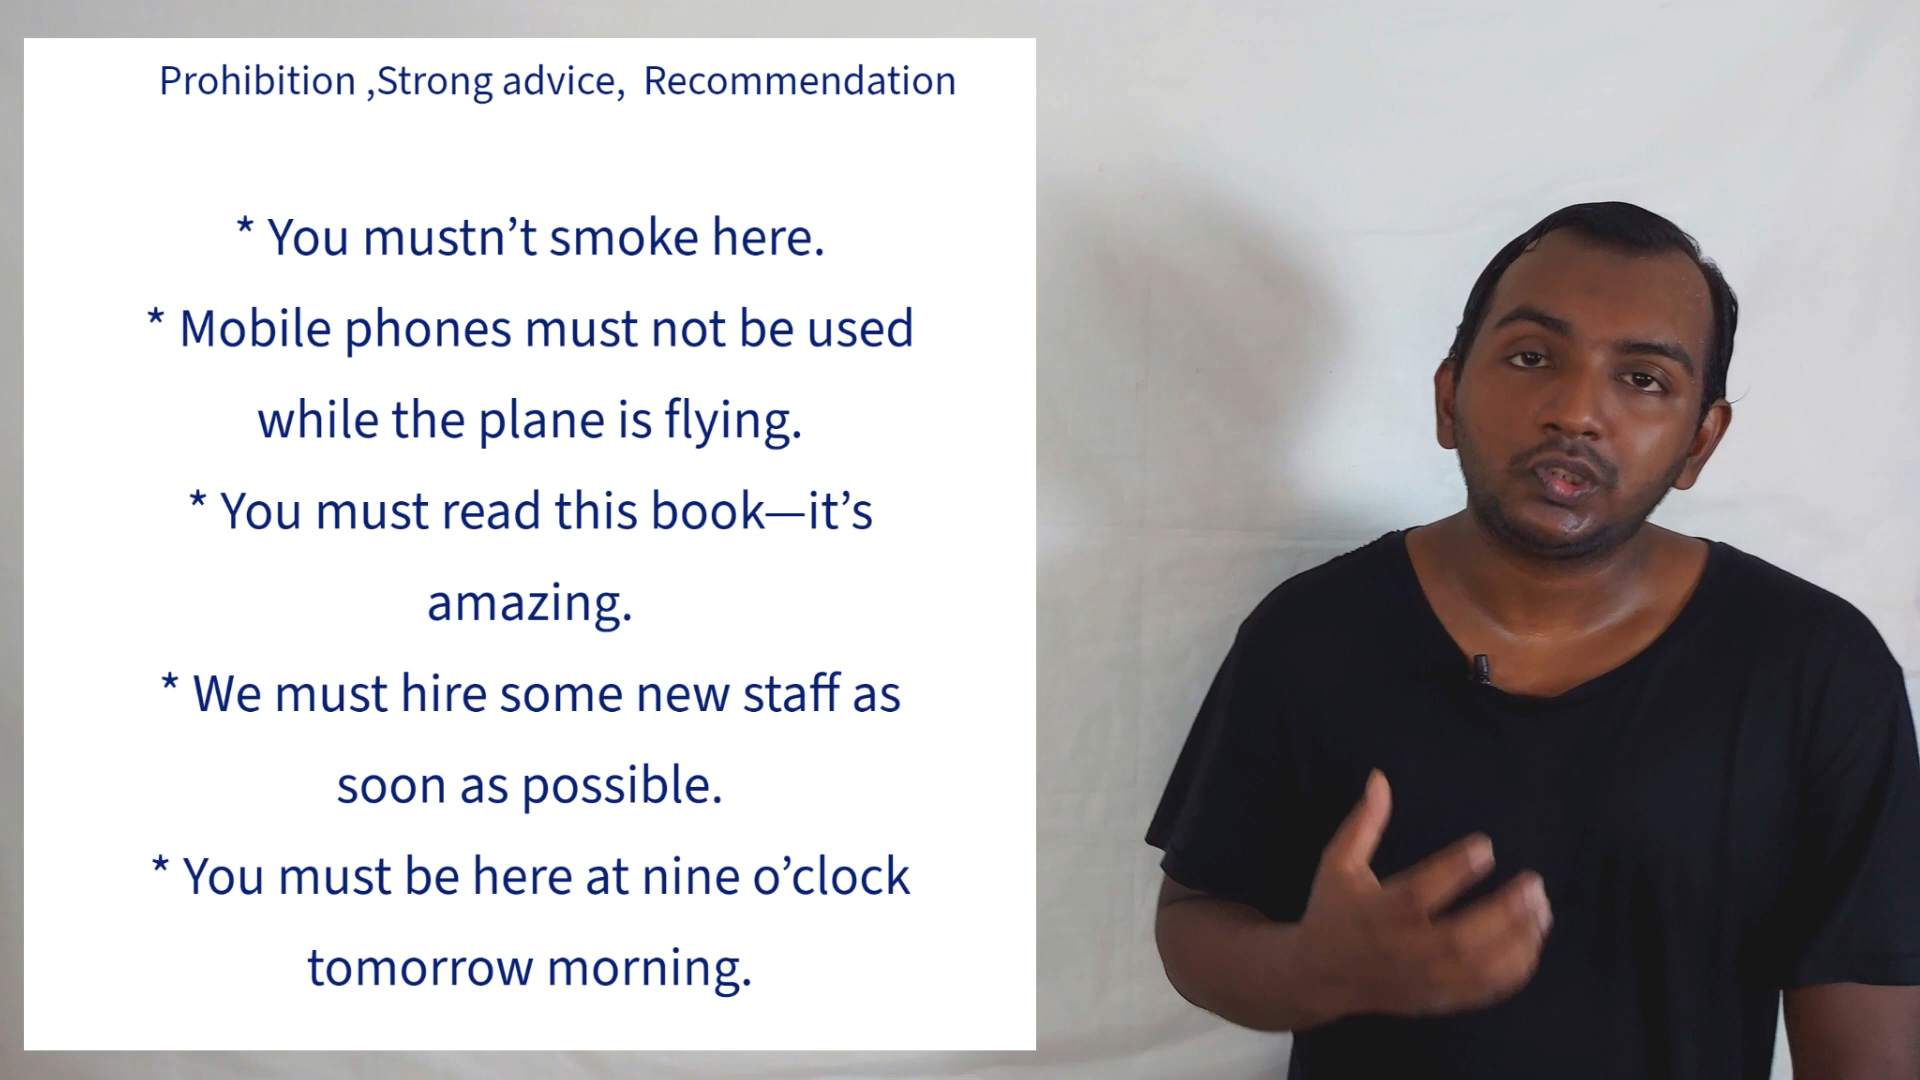 Prohibition ,Strong advice, Recommendation
* You mustn’t smoke here.
* Mobile phones must not be used
while the plane is flying.
* You must read this book—it’s
amazing.
* We must hire some new staff as
soon as possible.
* You must be here at nine o’clock
tomorrow morning.